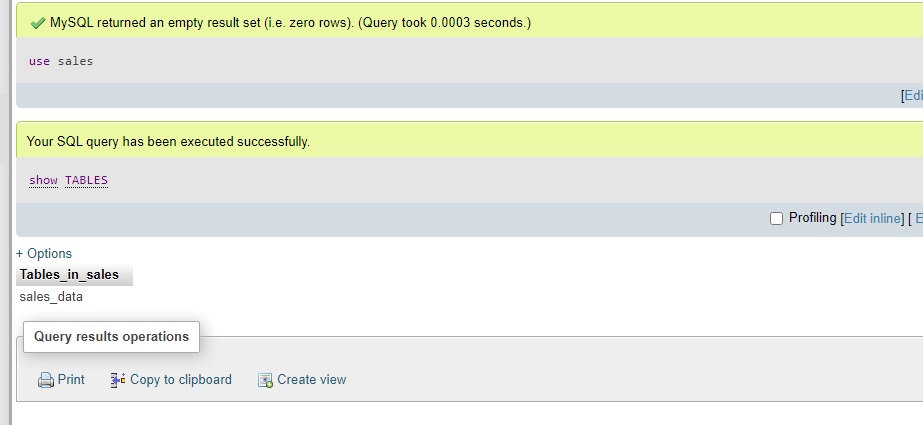 MySQL returned an empty result set (i.e. zero rows). (Query took 0.0003 seconds.)
use sales
[Edi
Your SQL query has been executed successfully.
show TABLES
Profiling [Edit inline] [ E
+ Options
Tables_in_sales
sales_data
Query results operations
Print Copy to clipboard Create view